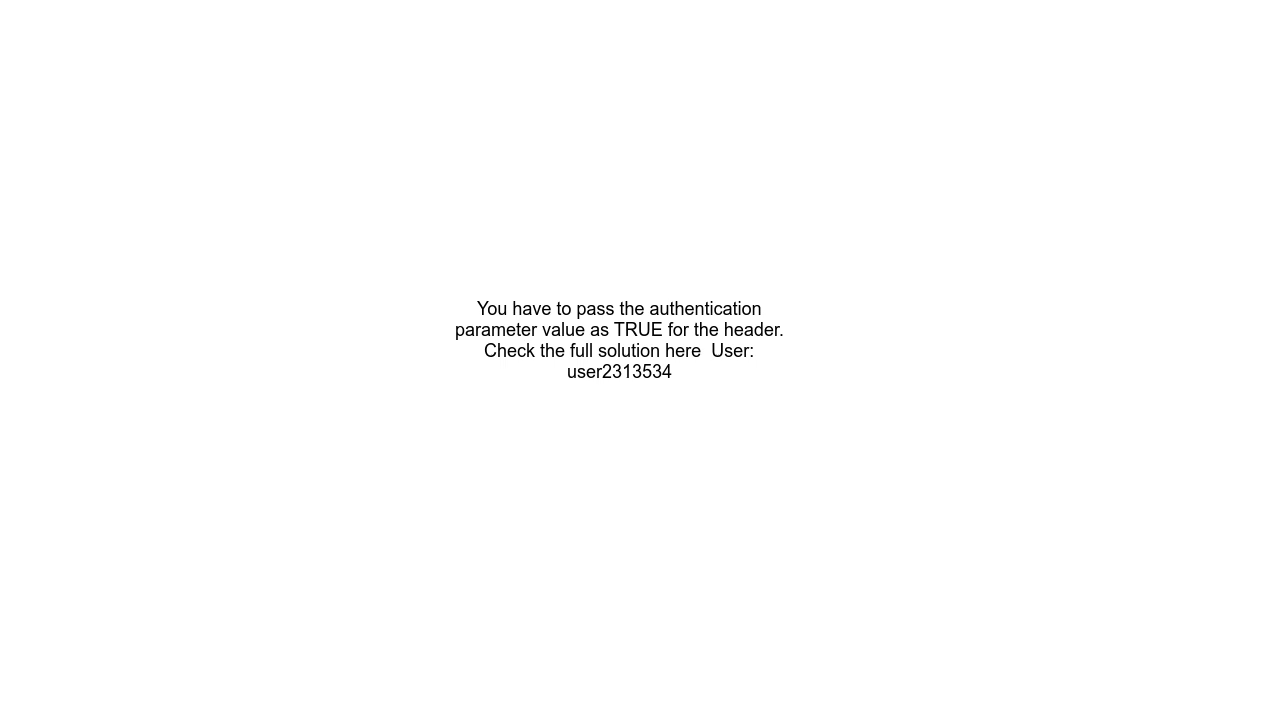 You have to pass the authentication
parameter value as TRUE for the header.
Check the full solution here  User:
user2313534